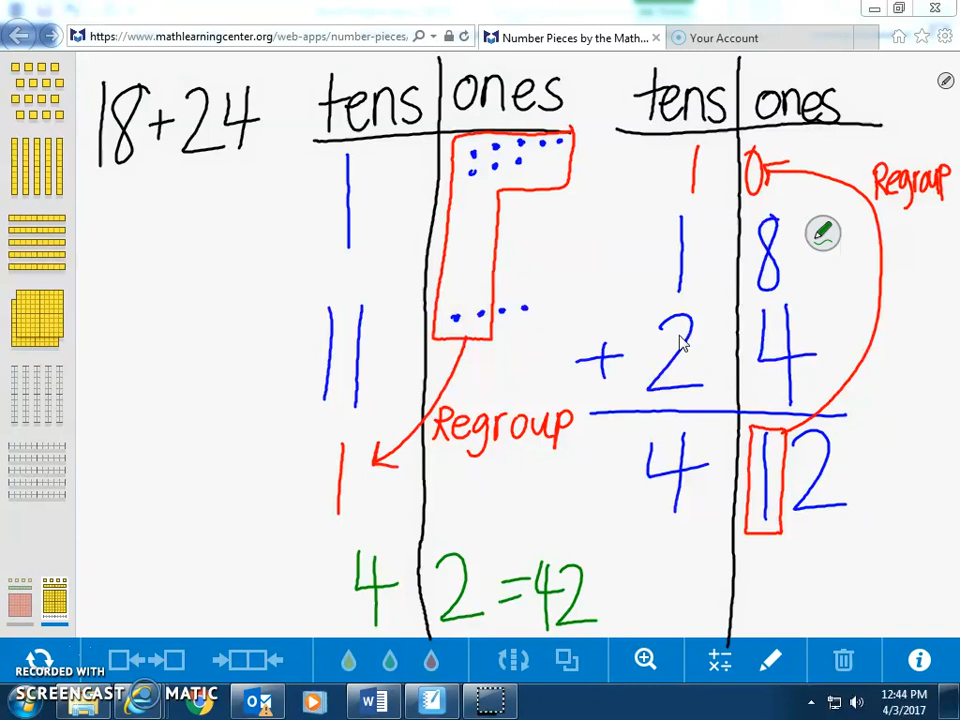 https://www.mathlearningcenter.org/web-apps/number-pieces,
Number Pieces by the Math...
Your Account
18+24
tens ones
tens ones
1 0
Regroup
1 8
+ 2 4
Regroup
1
4 12
4 2 =42
RECORDED WITH
SCREENCAST MATIC
12:44 PM
4/3/2017